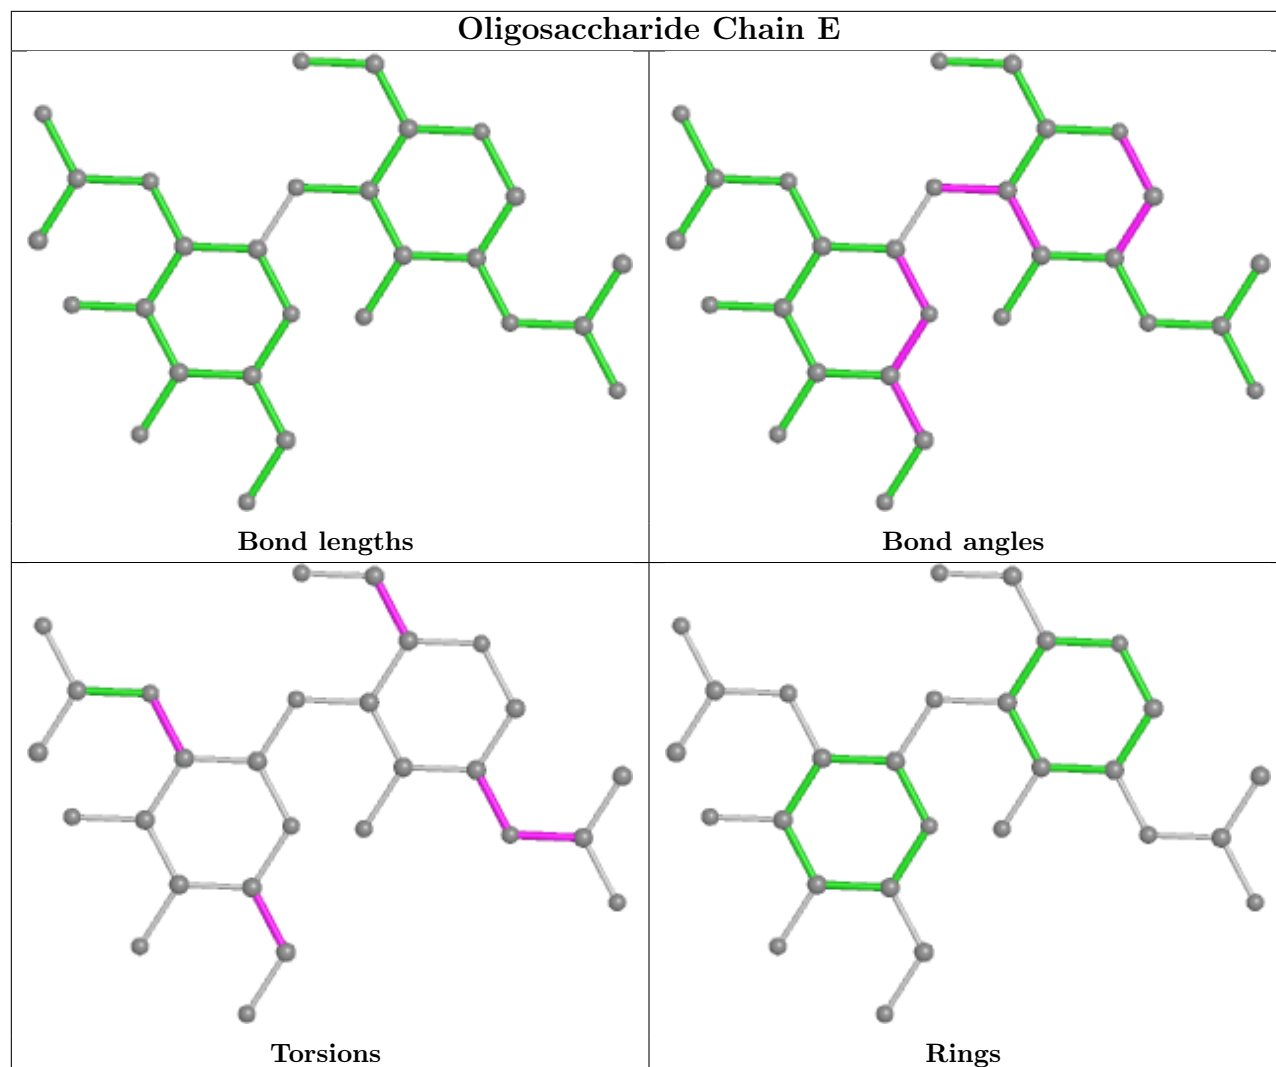 Oligosaccharide Chain E
Bond lengths
Bond angles
Torsions
Rings